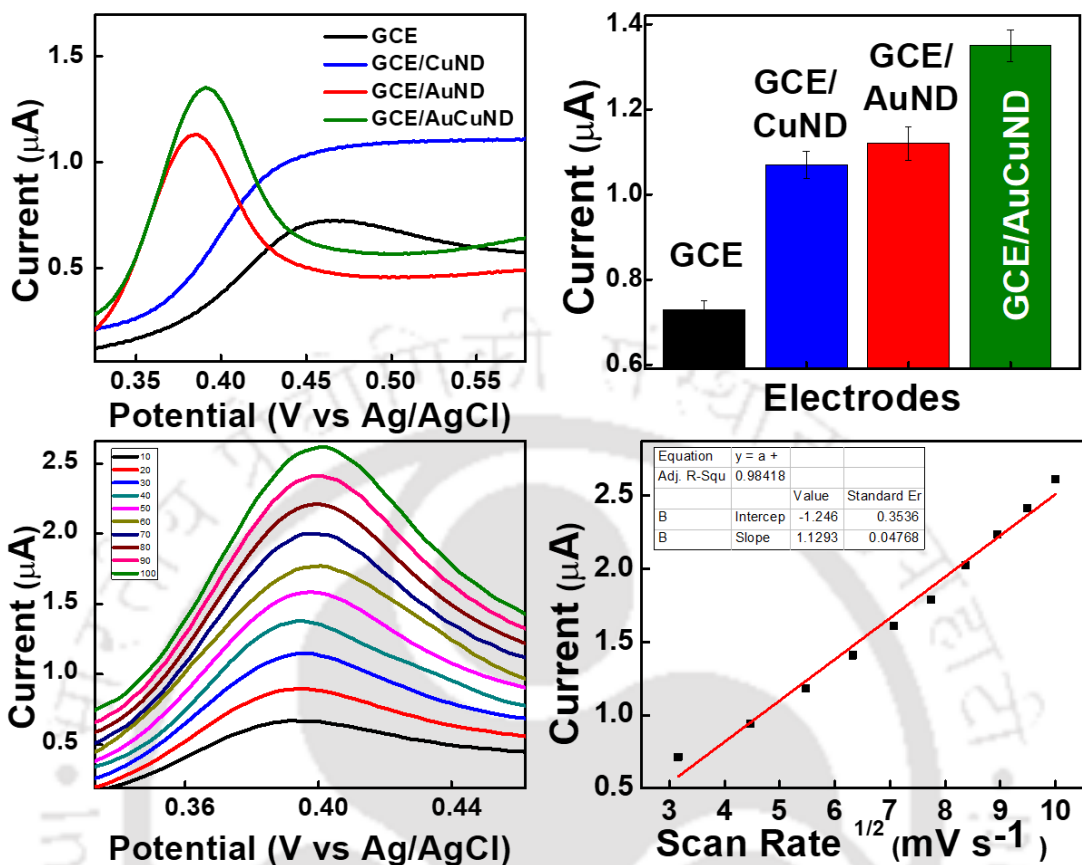 1.5
1.0
0.5
Current (μA)
GCE
GCE/CuND
GCE/AuND
GCE/AuCuND
0.35
0.40
0.45
0.50
0.55
Potential (V vs Ag/AgCl)
1.4
1.2
1.0
0.8
0.6
Current (μA)
GCE
GCE/
CuND
GCE/
AuND
GCE/AuCuND
Electrodes
2.5
2.0
1.5
1.0
0.5
Current (μA)
10
20
30
40
50
60
70
80
90
100
0.36
0.40
0.44
Potential (V vs Ag/AgCl)
2.5
2.0
1.5
1.0
0.5
Current (μA)
Equation y = a +
Adj. R-Squ 0.98418
Value Standard Er
B Intercep -1.246 0.3536
B Slope 1.1293 0.04768
3 4 5 6 7 8 9 10
Scan Rate 1/2 (mV s-1)